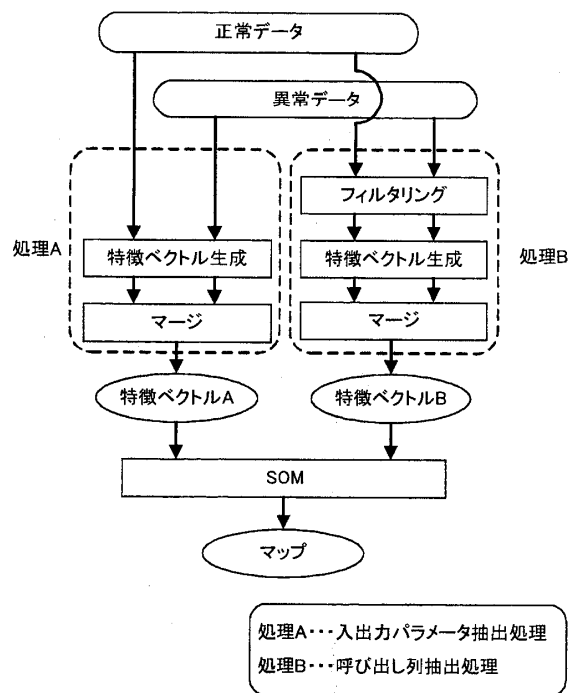 正常データ
異常データ
処理A
特徴ベクトル生成
マージ
フィルタリング
特徴ベクトル生成
マージ
処理B
特徴ベクトルA
特徴ベクトルB
SOM
マップ
処理A・・・入出力パラメータ抽出処理
処理B・・・呼び出し列抽出処理